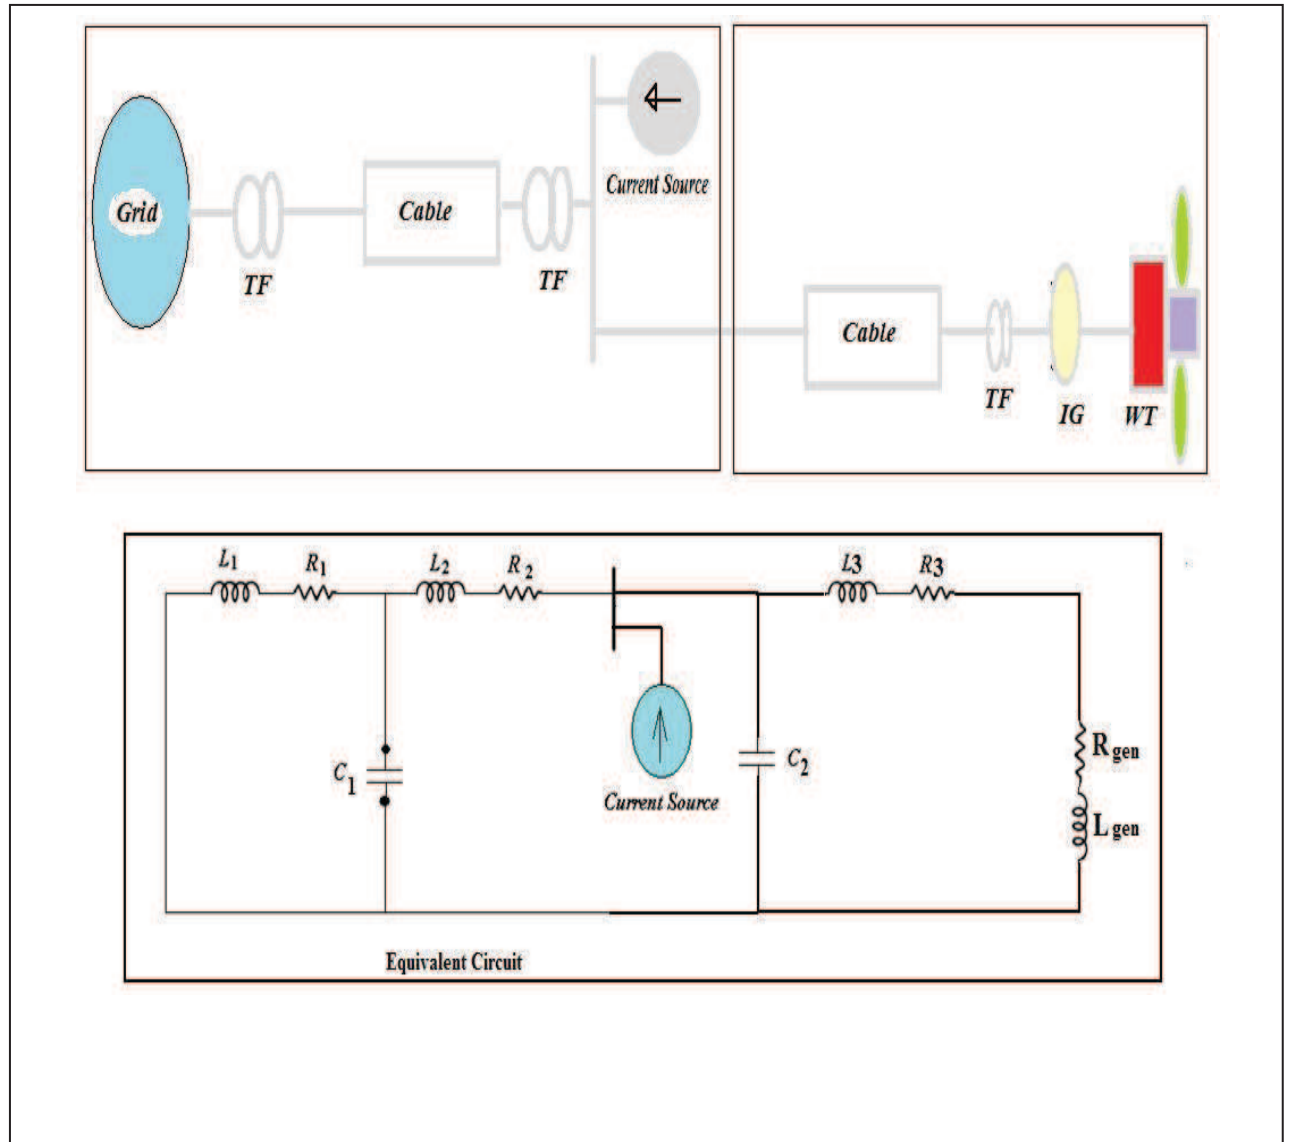 Grid
TF
Cable
TF
Current Source
Cable
TF
IG
WT
L1
R1
L2
R2
L3
R3
C1
Current Source
C2
Rgen
Lgen
Equivalent Circuit